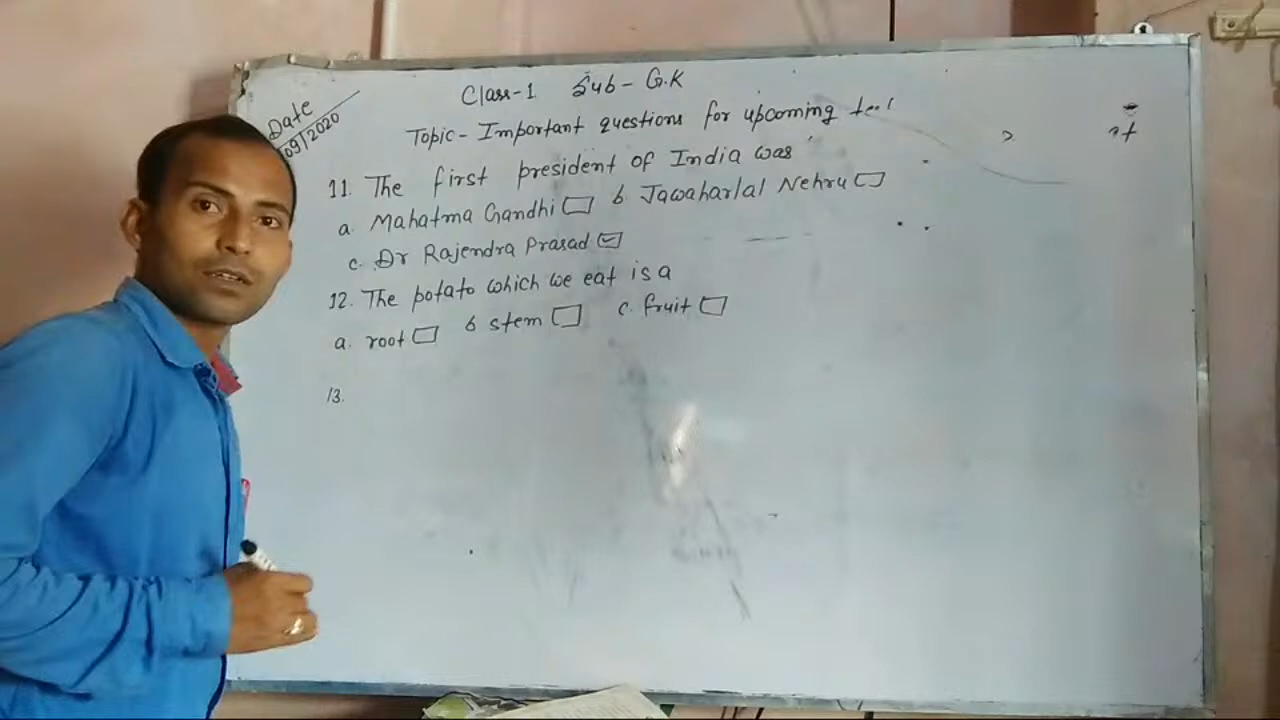 Date
09/2020
Class-1 Sub - G.K
Topic - Important questions for upcoming
11. The first president of India was
a. Mahatma Gandhi b Jawaharlal Nehru
c. Dr Rajendra Prasad
12. The potato which we eat is a
a. root b stem c. fruit
13.